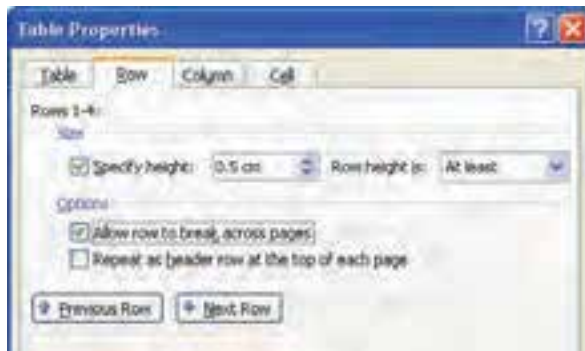 Table Properties
Table Row Column Cell
Rows 1-4:
Size
Specify height: 0.5 cm Row height is: At least
Options
Allow row to break across pages
Repeat as header row at the top of each page
Previous Row Next Row